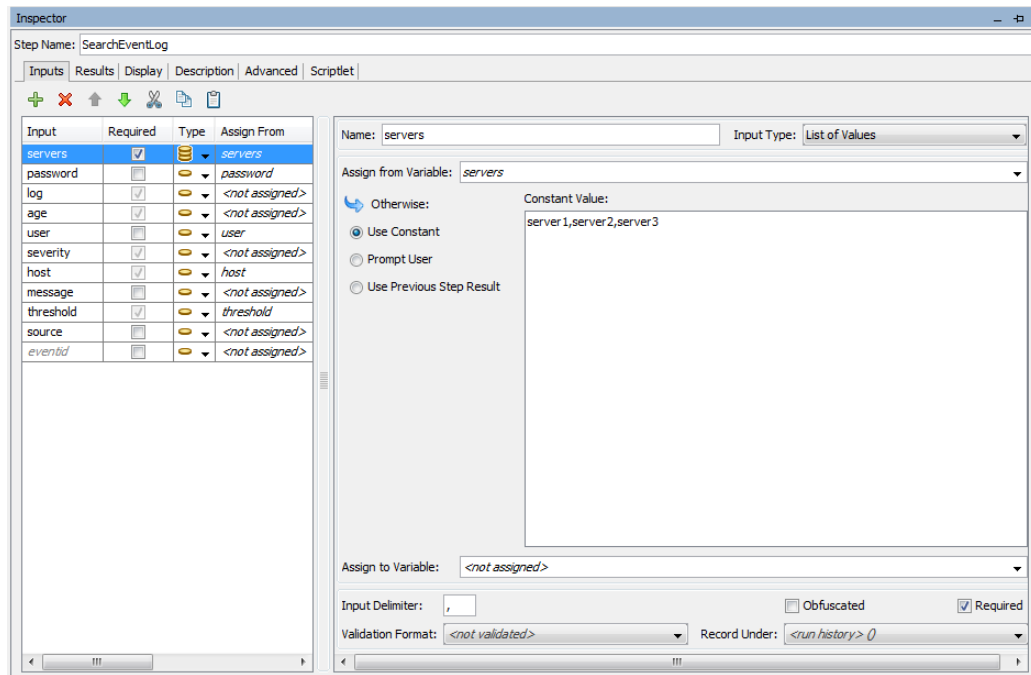 Inspector
Step Name: SearchEventLog
Inputs Results Display Description Advanced Scriptlet
Input Required Type Assign From
servers servers
password password
log <not assigned>
age <not assigned>
user user
severity <not assigned>
host host
message <not assigned>
threshold threshold
source <not assigned>
eventid <not assigned>
Name: servers Input Type: List of Values
Assign from Variable: servers
Otherwise:
Use Constant
Prompt User
Use Previous Step Result
Constant Value:
server1,server2,server3
Assign to Variable: <not assigned>
Input Delimiter: , Obfuscated Required
Validation Format: <not validated> Record Under: <run history> ()